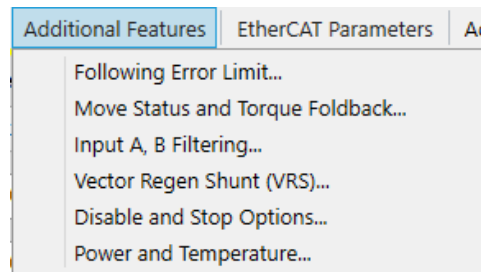 Additional Features EtherCAT Parameters
Following Error Limit...
Move Status and Torque Foldback...
Input A, B Filtering...
Vector Regen Shunt (VRS)...
Disable and Stop Options...
Power and Temperature...